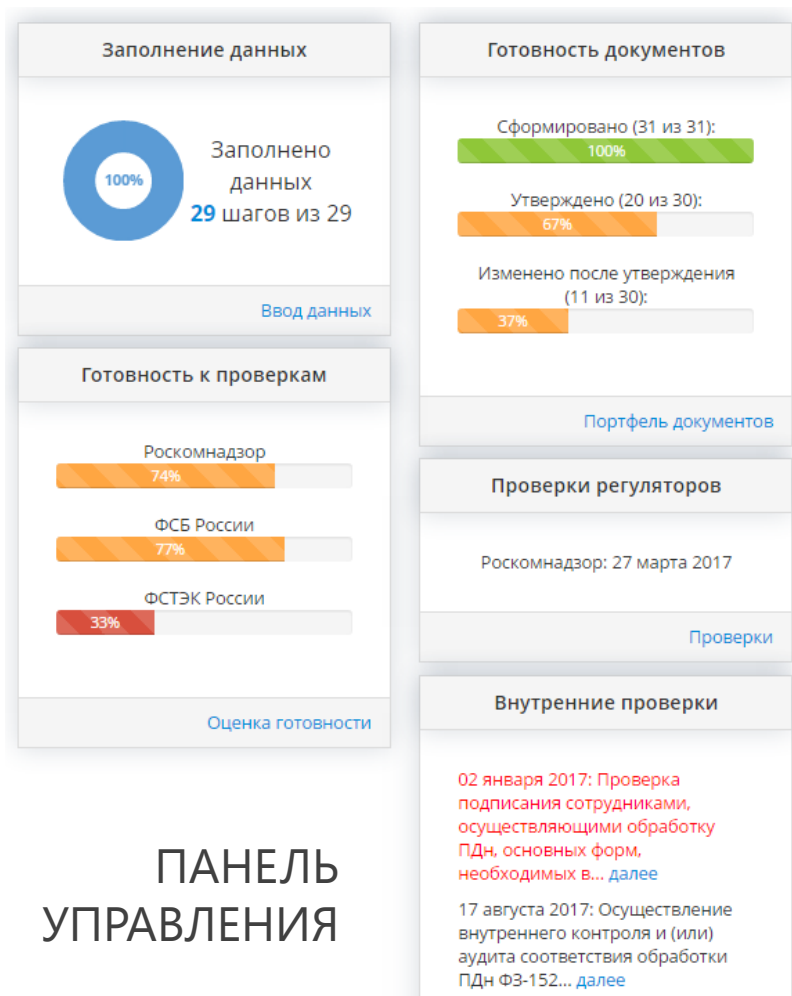 Заполнение данных
100%
Заполнено
данных
29 шагов из 29
Ввод данных
Готовность к проверкам
Роскомнадзор
74%
ФСБ России
77%
ФСТЭК России
33%
Оценка готовности
ПАНЕЛЬ
УПРАВЛЕНИЯ
Готовность документов
Сформировано (31 из 31):
100%
Утверждено (20 из 30):
67%
Изменено после утверждения
(11 из 30):
37%
Портфель документов
Проверки регуляторов
Роскомнадзор: 27 марта 2017
Проверки
Внутренние проверки
02 января 2017: Проверка
подписания сотрудниками,
осуществляющими обработку
ПДн, основных форм,
необходимых в... далее
17 августа 2017: Осуществление
внутреннего контроля и (или)
аудита соответствия обработки
ПДн ФЗ-152... далее